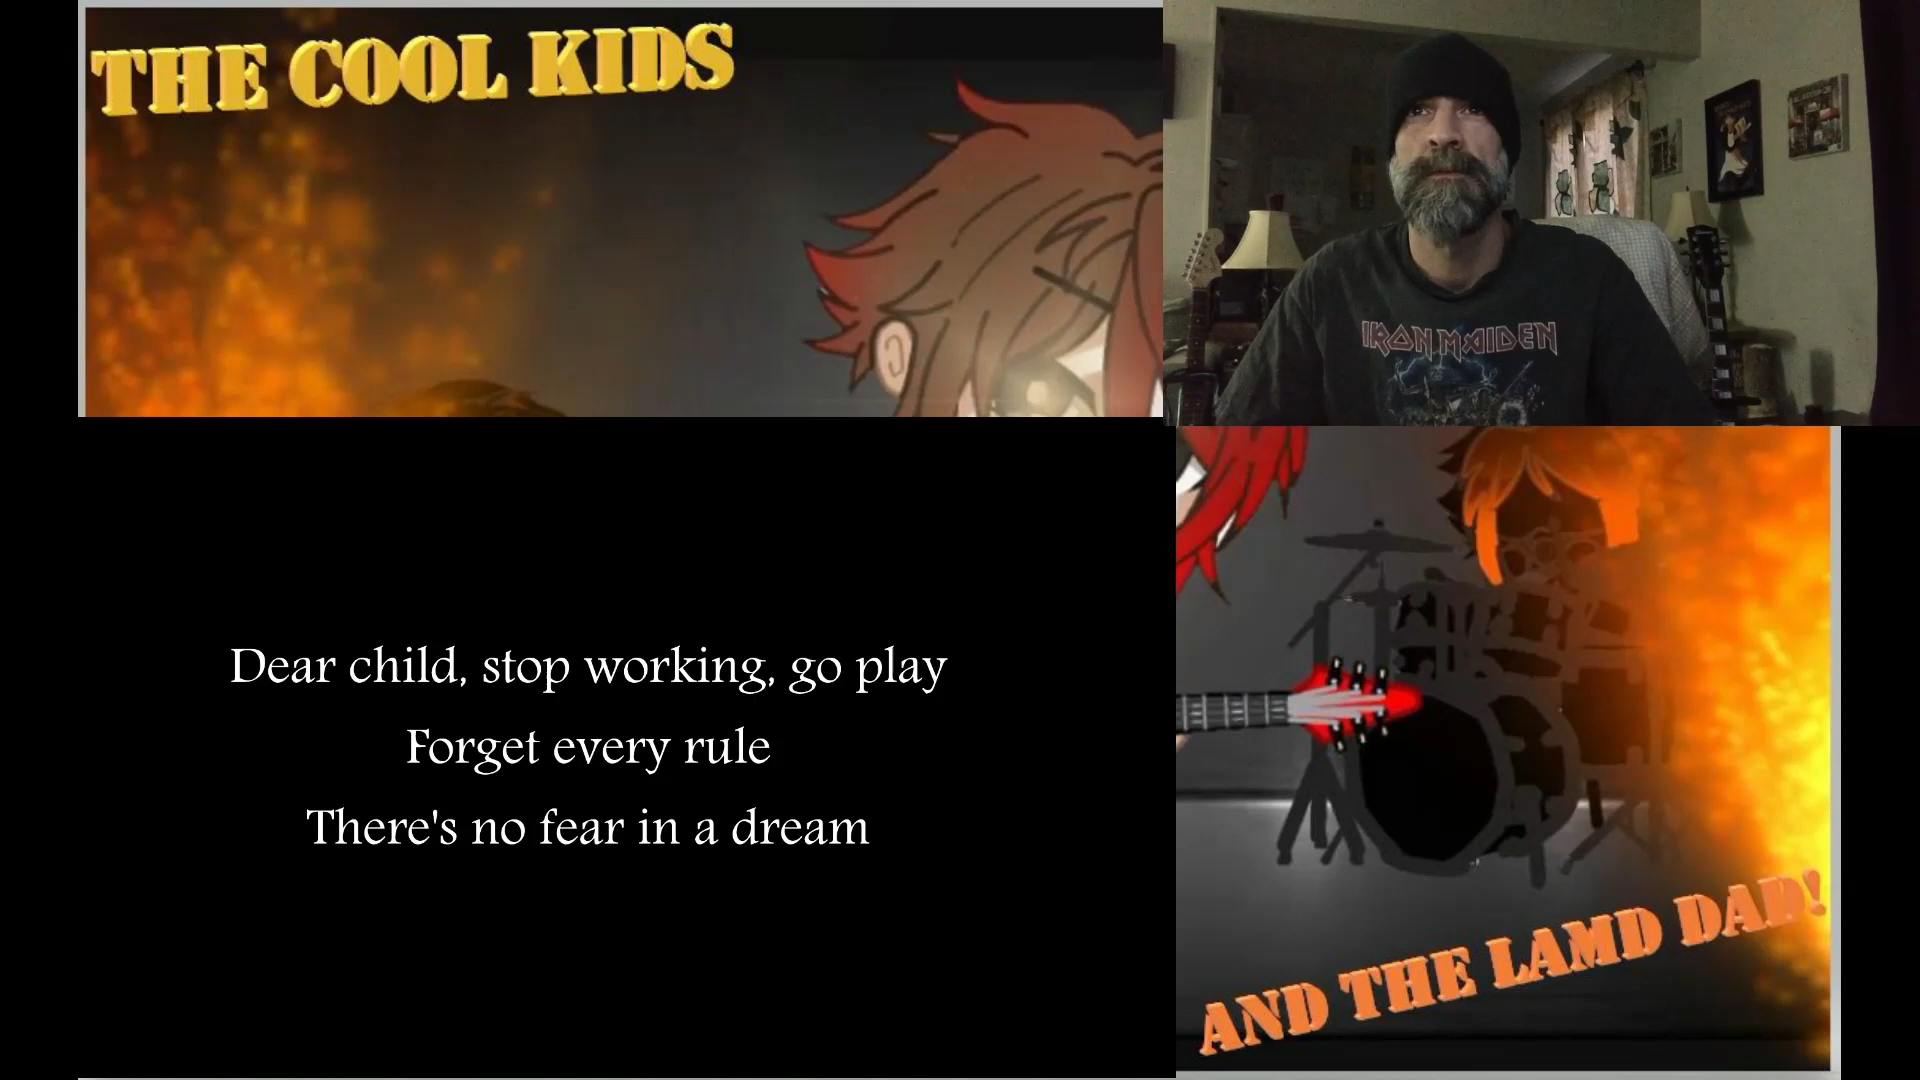 THE COOL KIDS
IRON MAIDEN
Dear child, stop working, go play
Forget every rule
There's no fear in a dream
AND THE LAMD DAD!